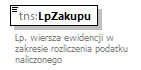 tns:LpZakupu
Lp. wiersza ewidencji w
zakresie rozliczenia podatku
naliczonego